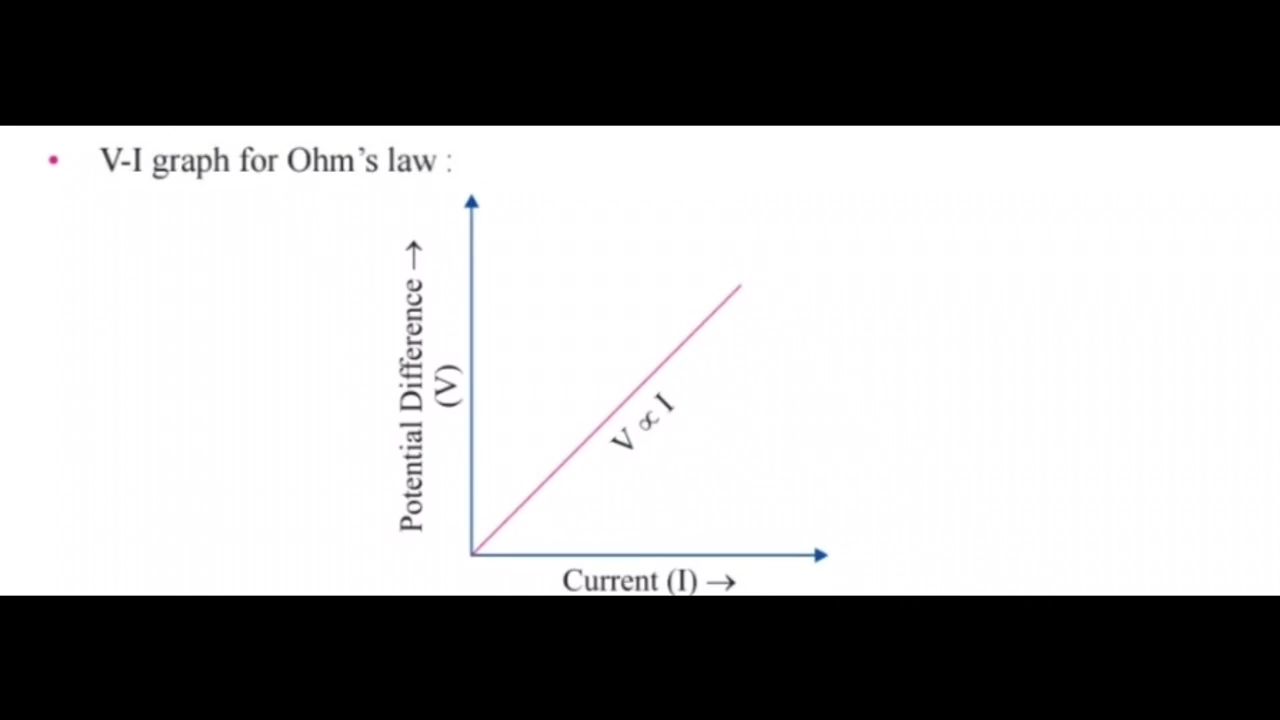 • V-I graph for Ohm’s law :
Potential Difference →
(V)
V ∝ I
Current (I) →